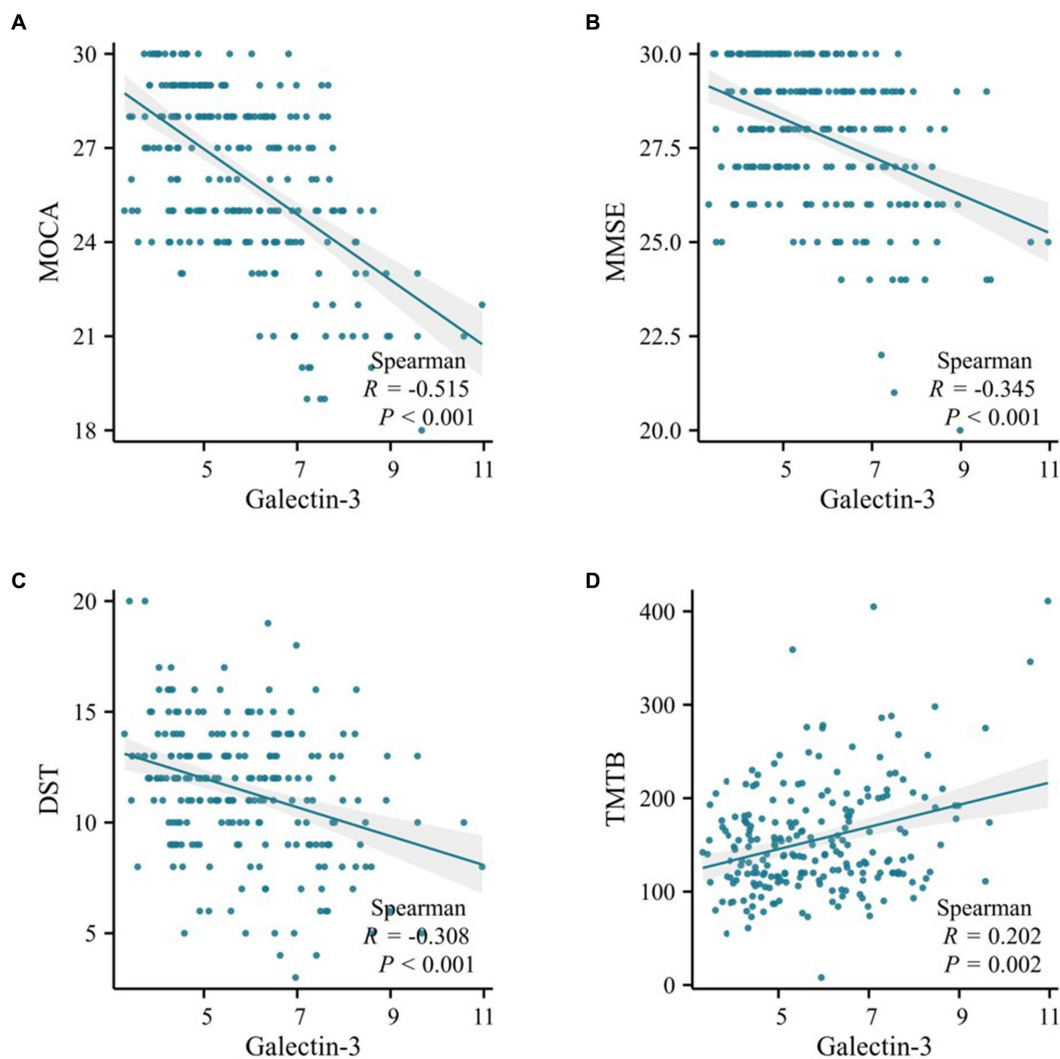 A
MOCA
30
27
24
21
18
5 7 9 11
Galectin-3
Spearman
R = -0.515
P < 0.001
B
MMSE
30.0
27.5
25.0
22.5
20.0
5 7 9 11
Galectin-3
Spearman
R = -0.345
P < 0.001
C
DST
20
15
10
5
5 7 9 11
Galectin-3
Spearman
R = -0.308
P < 0.001
D
TMTB
400
300
200
100
0
5 7 9 11
Galectin-3
Spearman
R = 0.202
P = 0.002